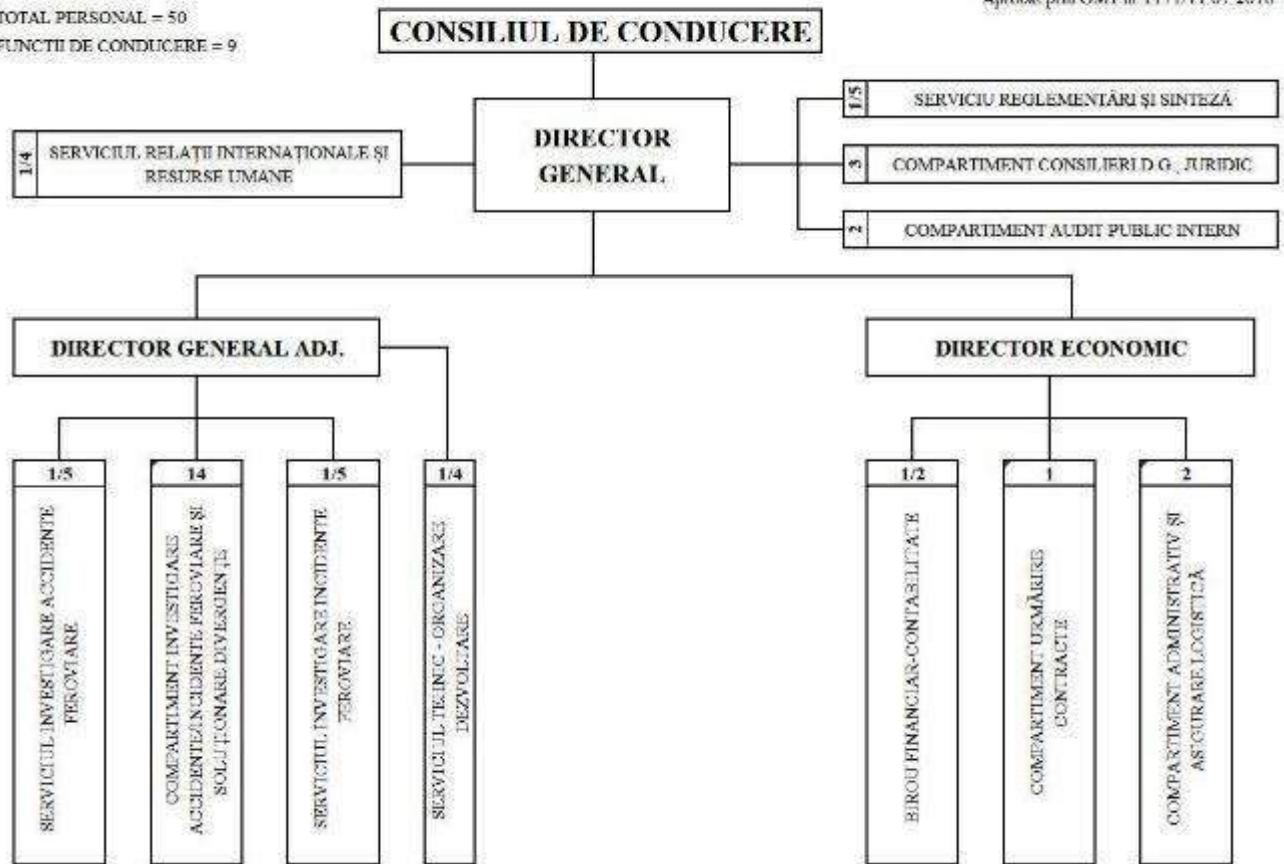 TOTAL PERSONAL = 50
FUNCTII DE CONDUCERE = 9
CONSILIUL DE CONDUCERE
DIRECTOR
GENERAL
1/4
SERVICIUL RELAȚII INTERNAȚIONALE ȘI
RESURSE UMANE
1/5
SERVICIU REGLEMENTĂRI ȘI SINTEZĂ
3
COMPARTIMENT CONSILIERI D.G., JURIDIC
2
COMPARTIMENT AUDIT PUBLIC INTERN
DIRECTOR GENERAL ADJ.
DIRECTOR ECONOMIC
1/5
SERVICIUL INVESTIGARE ACCIDENTE
FEROVIARE
14
COMPARTIMENT INVESTIGARE
ACCIDENTE/INCIDENTE FEROVIARE ȘI
SOLUȚIONARE DIVERGENȚE
1/5
SERVICIUL INVESTIGARE INCIDENTE
FEROVIARE
1/4
SERVICIUL TEHNIC - ORGANIZARE
DEZVOLTARE
1/2
BIROU FINANCIAR-CONTABILITATE
1
COMPARTIMENT URMĂRIRE
CONTRACTE
2
COMPARTIMENT ADMINISTRATIV ȘI
ASIGURARE LOGISTICĂ